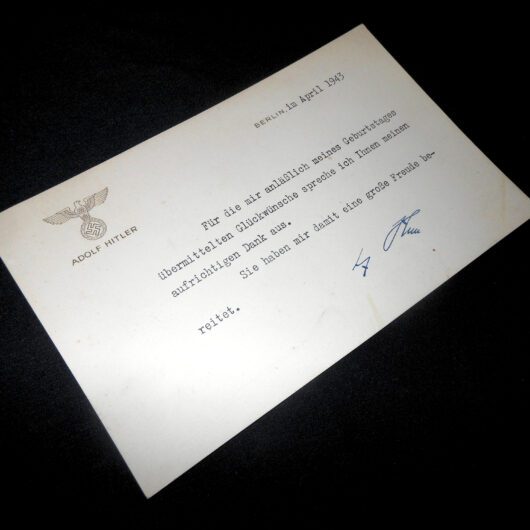 BERLIN, im April 1943
ADOLF HITLER
Für die mir anläßlich meines Geburtstages
übermittelten Glückwünsche spreche ich Ihnen meinen
aufrichtigen Dank aus.
Sie haben mir damit eine große Freude be-
reitet.